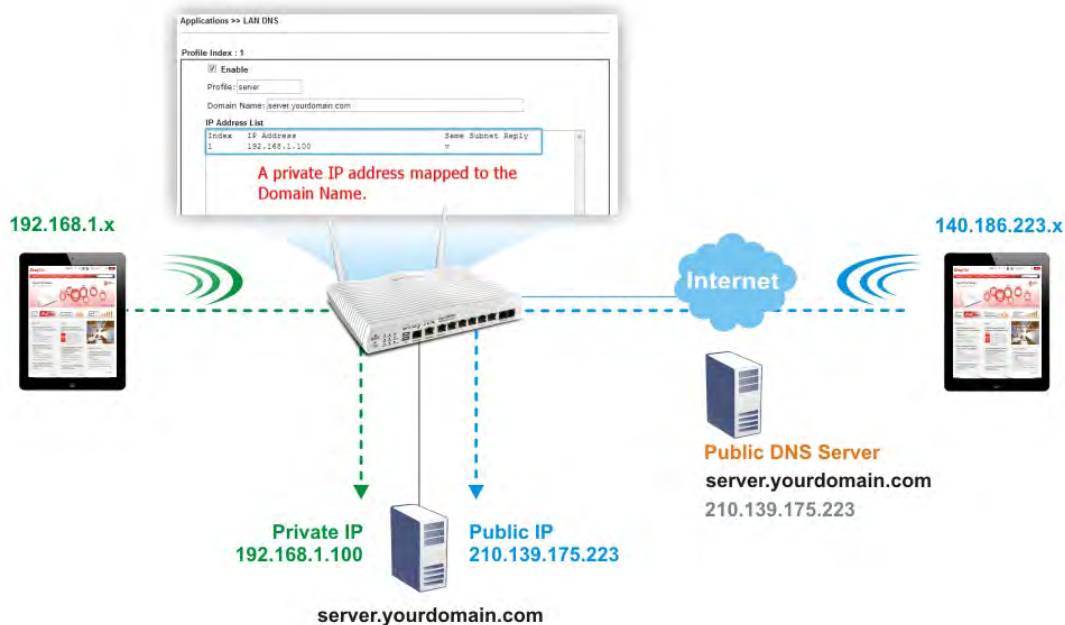 Applications >> LAN DNS
Profile Index : 1
Enable
Profile: server
Domain Name: server.yourdomain.com
IP Address List
Index IP Address Same Subnet Reply
1 192.168.1.100 v
A private IP address mapped to the
Domain Name.
192.168.1.x
140.186.223.x
Internet
Public DNS Server
server.yourdomain.com
210.139.175.223
Private IP
192.168.1.100
Public IP
210.139.175.223
server.yourdomain.com